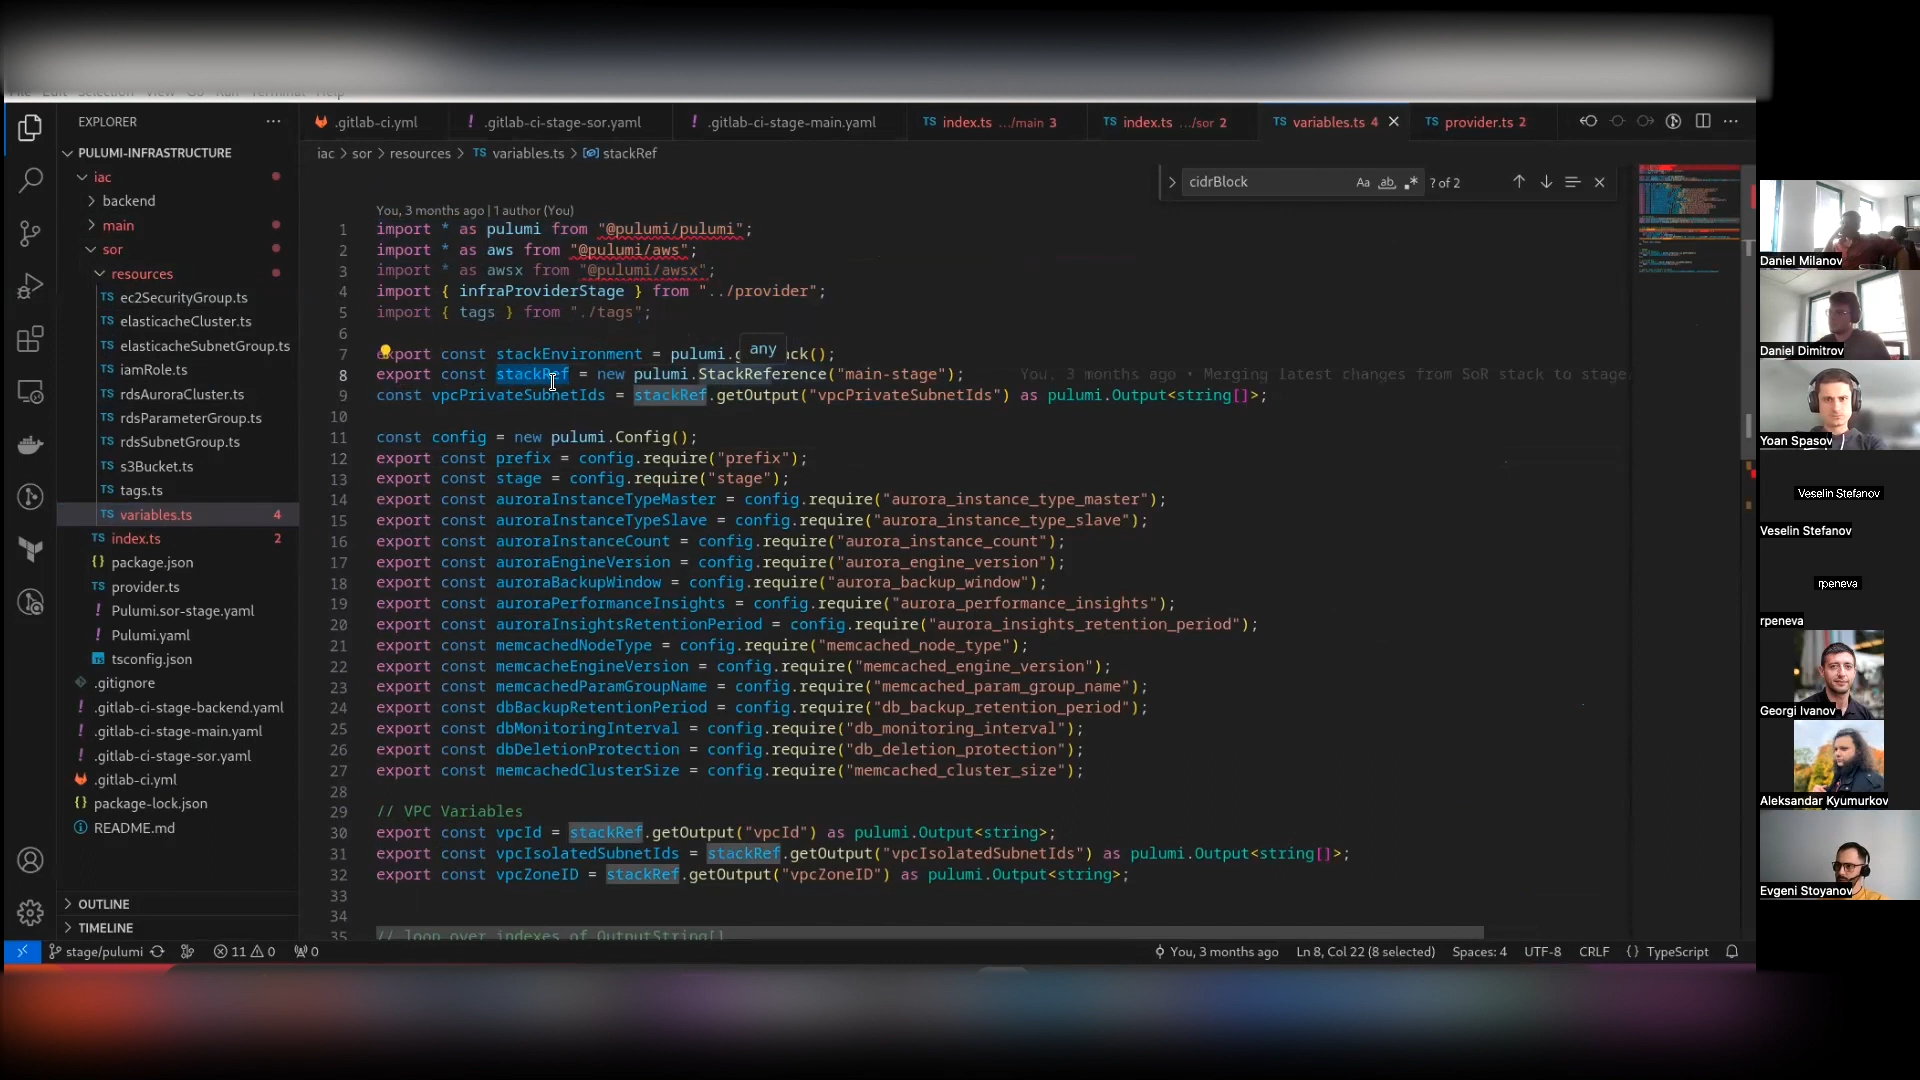 EXPLORER
PULUMI-INFRASTRUCTURE
iac
backend
main
sor
resources
ec2SecurityGroup.ts
elasticacheCluster.ts
elasticacheSubnetGroup.ts
iamRole.ts
rdsAuroraCluster.ts
rdsParameterGroup.ts
rdsSubnetGroup.ts
s3Bucket.ts
tags.ts
variables.ts 4
index.ts 2
package.json
provider.ts
Pulumi.sor-stage.yaml
Pulumi.yaml
tsconfig.json
.gitignore
.gitlab-ci-stage-backend.yaml
.gitlab-ci-stage-main.yaml
.gitlab-ci-stage-sor.yaml
.gitlab-ci.yml
package-lock.json
README.md
OUTLINE
TIMELINE
.gitlab-ci.yml .gitlab-ci-stage-sor.yaml .gitlab-ci-stage-main.yaml index.ts .../main 3 index.ts .../sor 2 variables.ts 4 provider.ts 2
iac > sor > resources > variables.ts > stackRef
cidrBlock Aa ab .* ? of 2
You, 3 months ago | 1 author (You)
1 import * as pulumi from "@pulumi/pulumi";
2 import * as aws from "@pulumi/aws";
3 import * as awsx from "@pulumi/awsx";
4 import { infraProviderStage } from "../provider";
5 import { tags } from "./tags";
6
any
7 export const stackEnvironment = pulumi.g ck();
8 export const stackRef = new pulumi.StackReference("main-stage"); You, 3 months ago • Merging latest changes from SoR stack to stage
9 const vpcPrivateSubnetIds = stackRef.getOutput("vpcPrivateSubnetIds") as pulumi.Output<string[]>;
10
11 const config = new pulumi.Config();
12 export const prefix = config.require("prefix");
13 export const stage = config.require("stage");
14 export const auroraInstanceTypeMaster = config.require("aurora_instance_type_master");
15 export const auroraInstanceTypeSlave = config.require("aurora_instance_type_slave");
16 export const auroraInstanceCount = config.require("aurora_instance_count");
17 export const auroraEngineVersion = config.require("aurora_engine_version");
18 export const auroraBackupWindow = config.require("aurora_backup_window");
19 export const auroraPerformanceInsights = config.require("aurora_performance_insights");
20 export const auroraInsightsRetentionPeriod = config.require("aurora_insights_retention_period");
21 export const memcachedNodeType = config.require("memcached_node_type");
22 export const memcacheEngineVersion = config.require("memcached_engine_version");
23 export const memcachedParamGroupName = config.require("memcached_param_group_name");
24 export const dbBackupRetentionPeriod = config.require("db_backup_retention_period");
25 export const dbMonitoringInterval = config.require("db_monitoring_interval");
26 export const dbDeletionProtection = config.require("db_deletion_protection");
27 export const memcachedClusterSize = config.require("memcached_cluster_size");
28
29 // VPC Variables
30 export const vpcId = stackRef.getOutput("vpcId") as pulumi.Output<string>;
31 export const vpcIsolatedSubnetIds = stackRef.getOutput("vpcIsolatedSubnetIds") as pulumi.Output<string[]>;
32 export const vpcZoneID = stackRef.getOutput("vpcZoneID") as pulumi.Output<string>;
33
34
35 // loop over indexes of OutputString[]
stage/pulumi 11 0 0 You, 3 months ago Ln 8, Col 22 (8 selected) Spaces: 4 UTF-8 CRLF {} TypeScript
Daniel Milanov
Daniel Dimitrov
Yoan Spasov
Veselin Stefanov
Veselin Stefanov
rpeneva
rpeneva
Georgi Ivanov
Aleksandar Kyumurkov
Evgeni Stoyanov